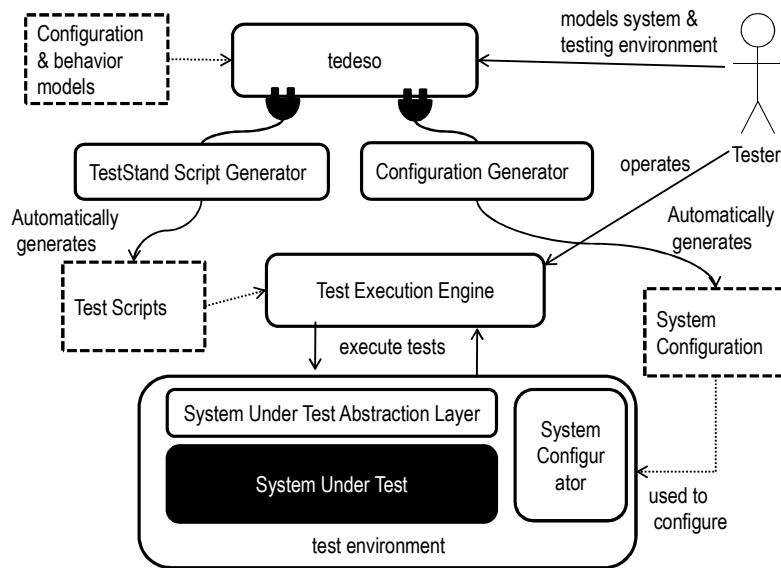 Configuration
& behavior
models
tedeso
models system &
testing environment
Tester
TestStand Script Generator
Configuration Generator
operates
Automatically
generates
Automatically
generates
Test Scripts
Test Execution Engine
System
Configuration
execute tests
System Under Test Abstraction Layer
System
Configur
ator
System Under Test
used to
configure
test environment